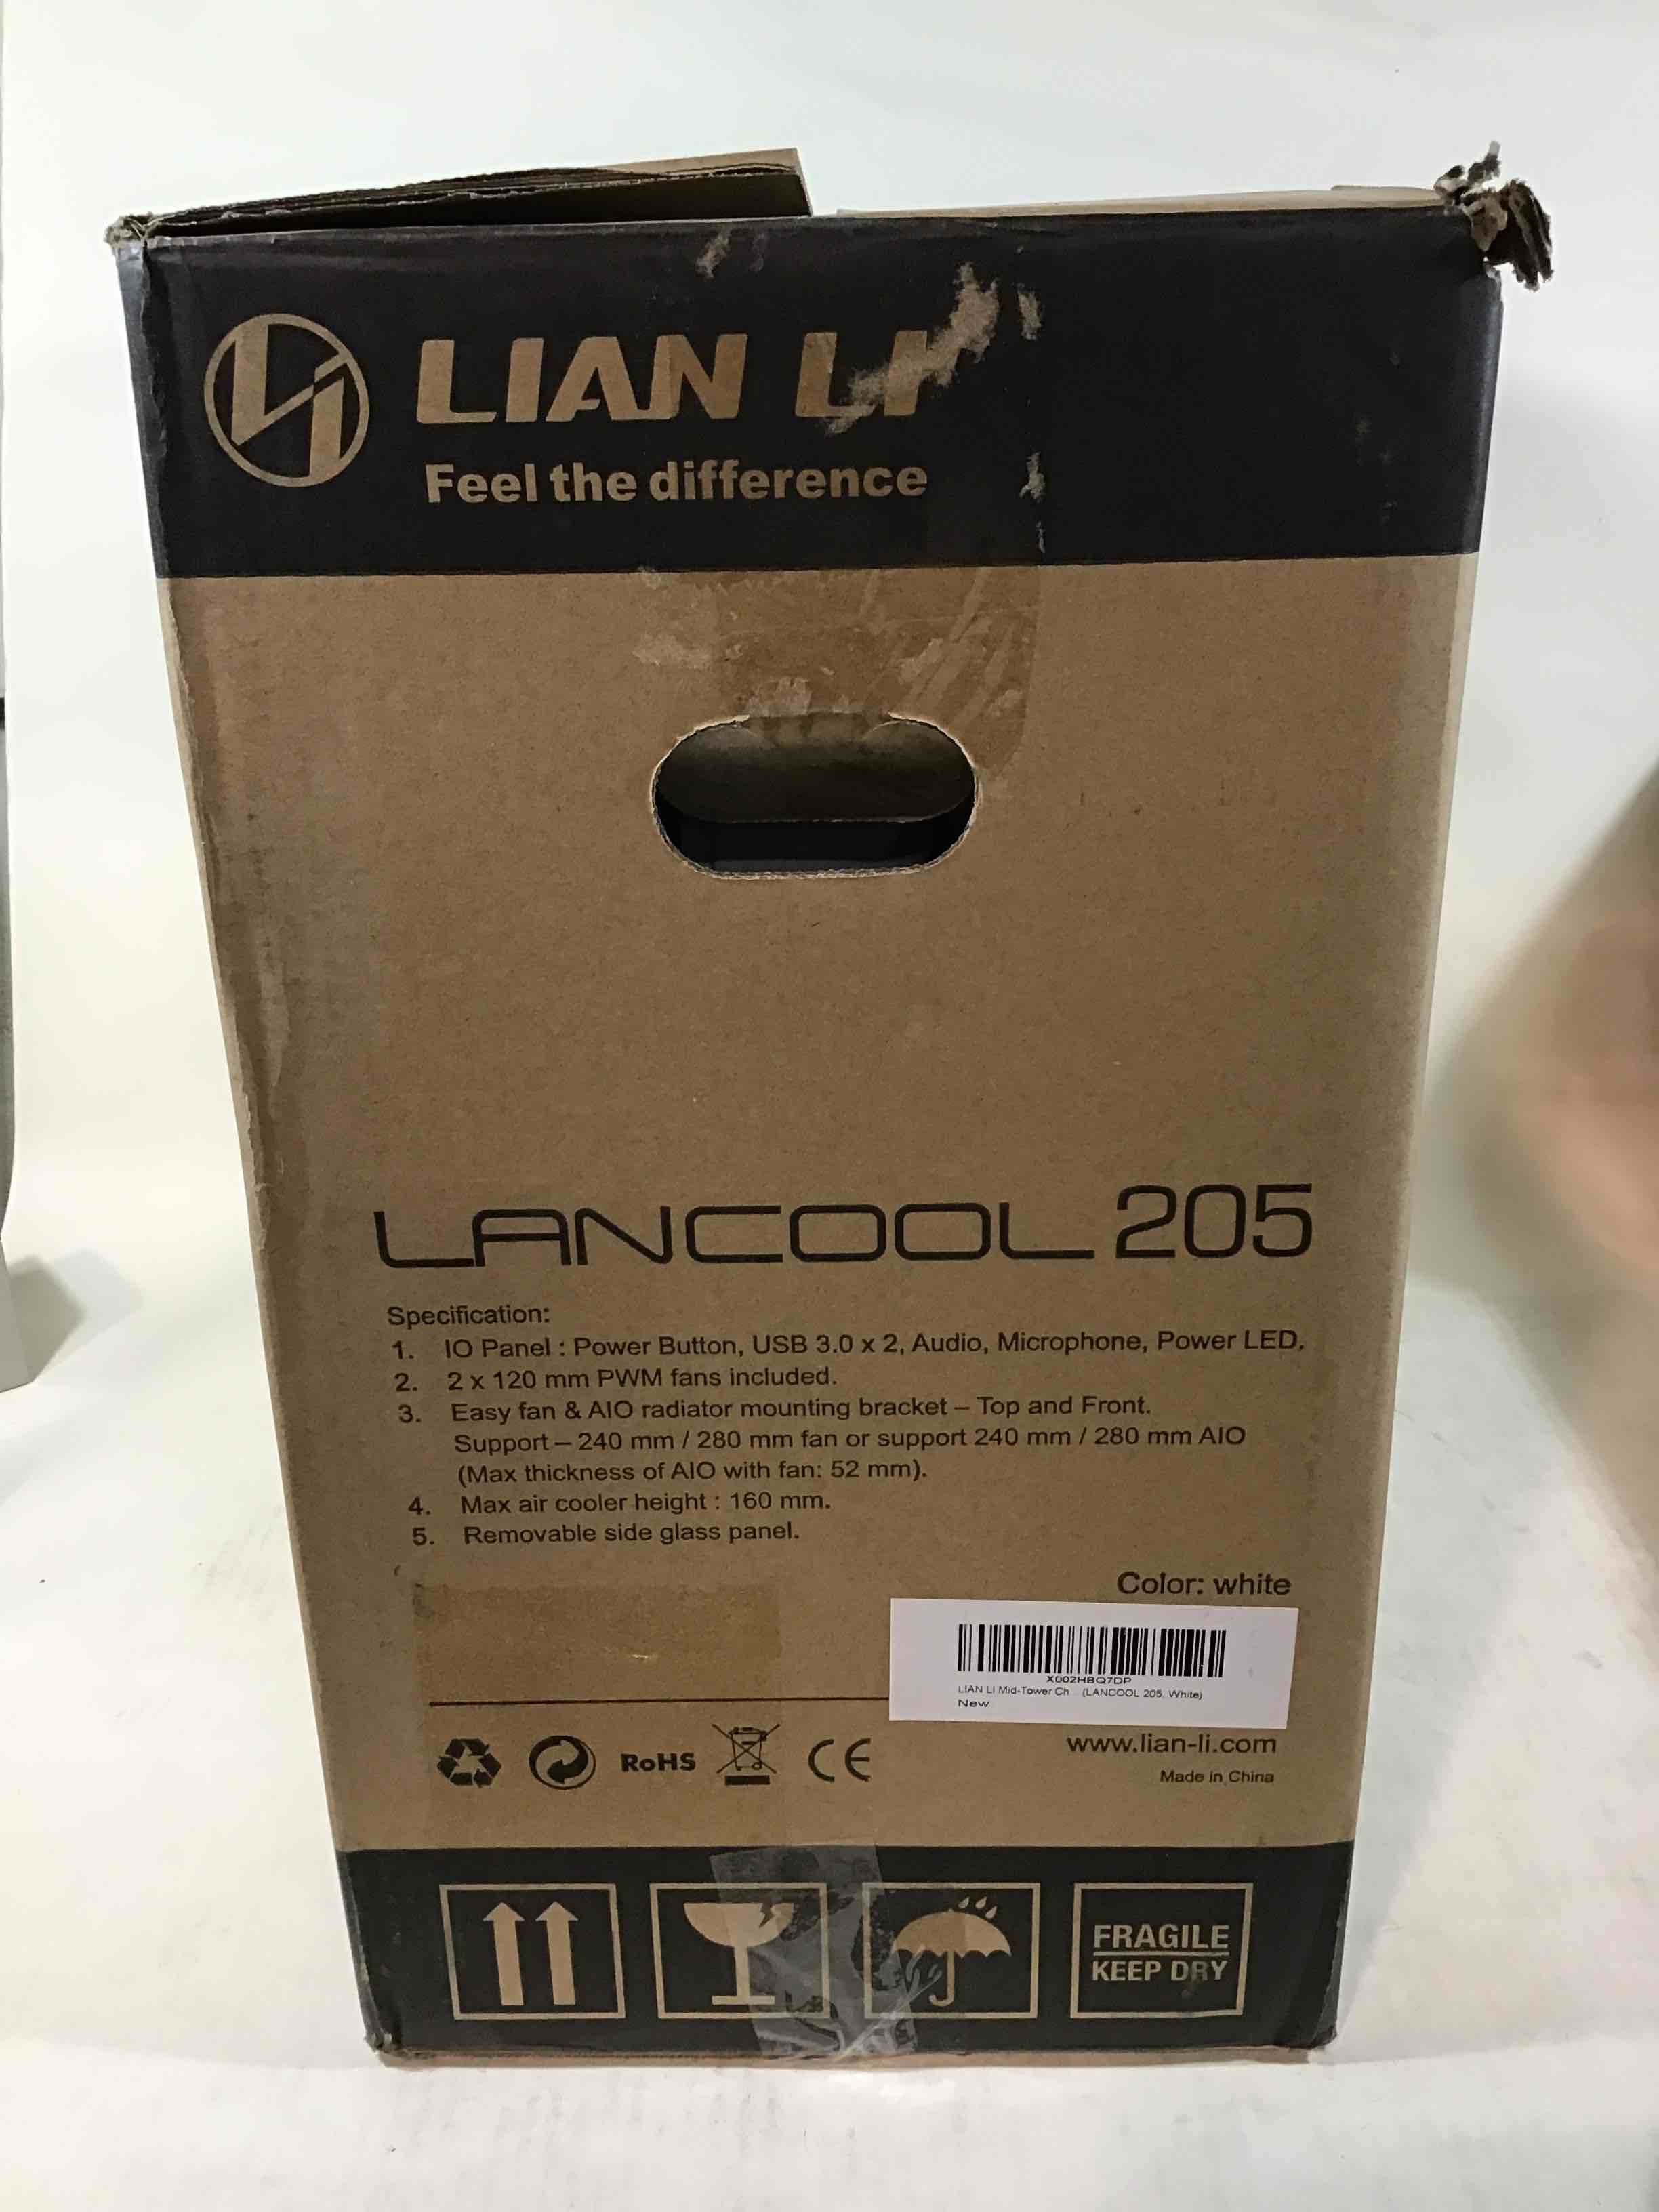 LIAN LI
Feel the difference
LANCOOL 205
Specification:
1. IO Panel : Power Button, USB 3.0 x 2, Audio, Microphone, Power LED.
2. 2 x 120 mm PWM fans included.
3. Easy fan & AIO radiator mounting bracket – Top and Front.
Support – 240 mm / 280 mm fan or support 240 mm / 280 mm AIO
(Max thickness of AIO with fan: 52 mm).
4. Max air cooler height : 160 mm.
5. Removable side glass panel.
Color: white
X002HBQ7DP
LIAN LI Mid-Tower Ch... (LANCOOL 205, White)
New
RoHS
CE
www.lian-li.com
Made in China
FRAGILE
KEEP DRY